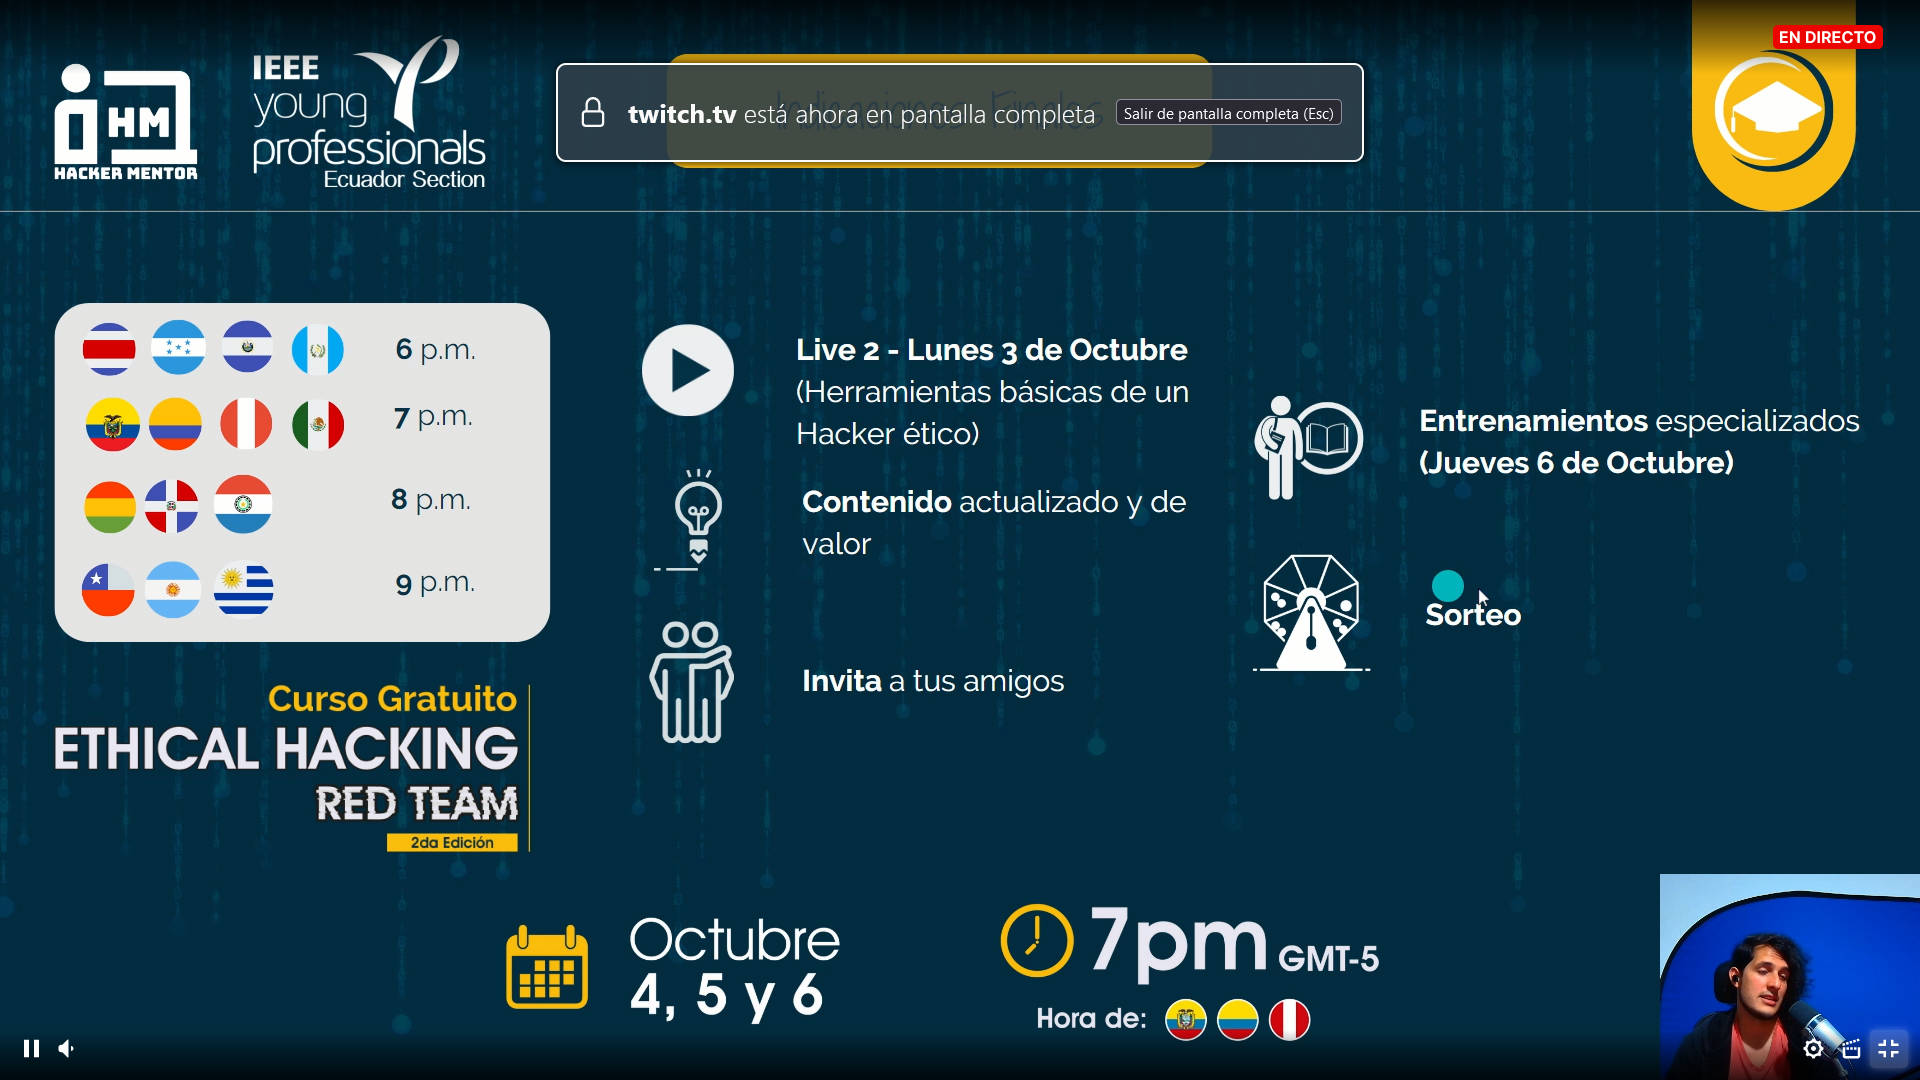 HM
HACKER MENTOR
IEEE
young
professionals
Ecuador Section
Indicaciones Finales
twitch.tv está ahora en pantalla completa
Salir de pantalla completa (Esc)
EN DIRECTO
6 p.m.
7 p.m.
8 p.m.
9 p.m.
Curso Gratuito
ETHICAL HACKING
RED TEAM
2da Edición
Live 2 - Lunes 3 de Octubre
(Herramientas básicas de un
Hacker ético)
Contenido actualizado y de
valor
Invita a tus amigos
Entrenamientos especializados
(Jueves 6 de Octubre)
Sorteo
Octubre
4, 5 y 6
7pm GMT-5
Hora de: